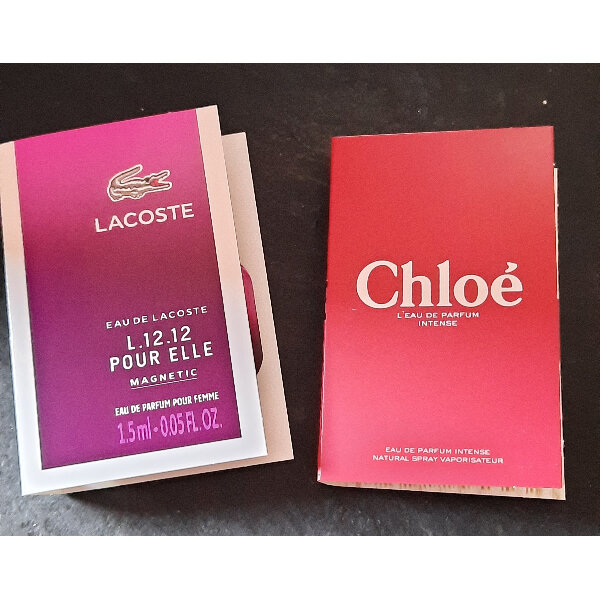 LACOSTE
EAU DE LACOSTE
L.12.12
POUR ELLE
MAGNETIC
EAU DE PARFUM POUR FEMME
1.5 ml - 0.05 FL. OZ.
Chloé
L'EAU DE PARFUM
INTENSE
EAU DE PARFUM INTENSE
NATURAL SPRAY VAPORISATEUR